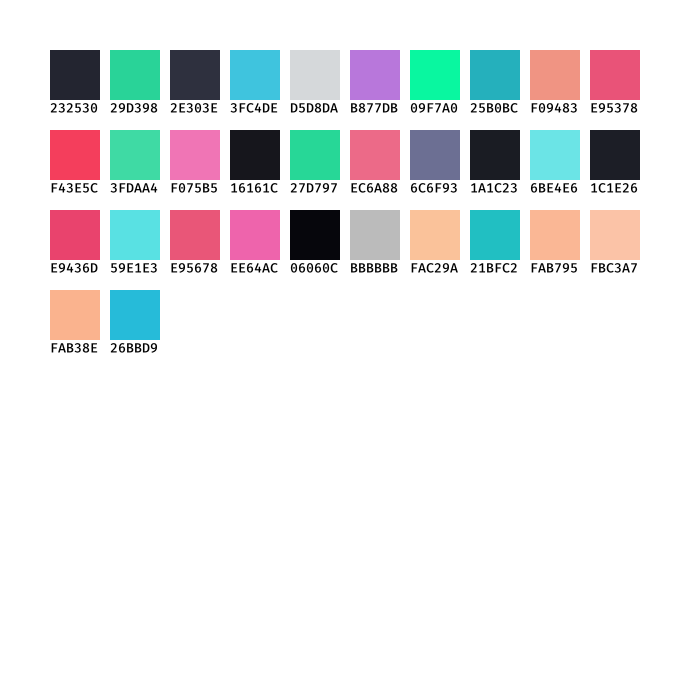 232530 29D398 2E303E 3FC4DE D5D8DA B877DB 09F7A0 25B0BC F09483 E95378
F43E5C 3FDAA4 F075B5 16161C 27D797 EC6A88 6C6F93 1A1C23 6BE4E6 1C1E26
E9436D 59E1E3 E95678 EE64AC 06060C BBBBBB FAC29A 21BFC2 FAB795 FBC3A7
FAB38E 26BBD9